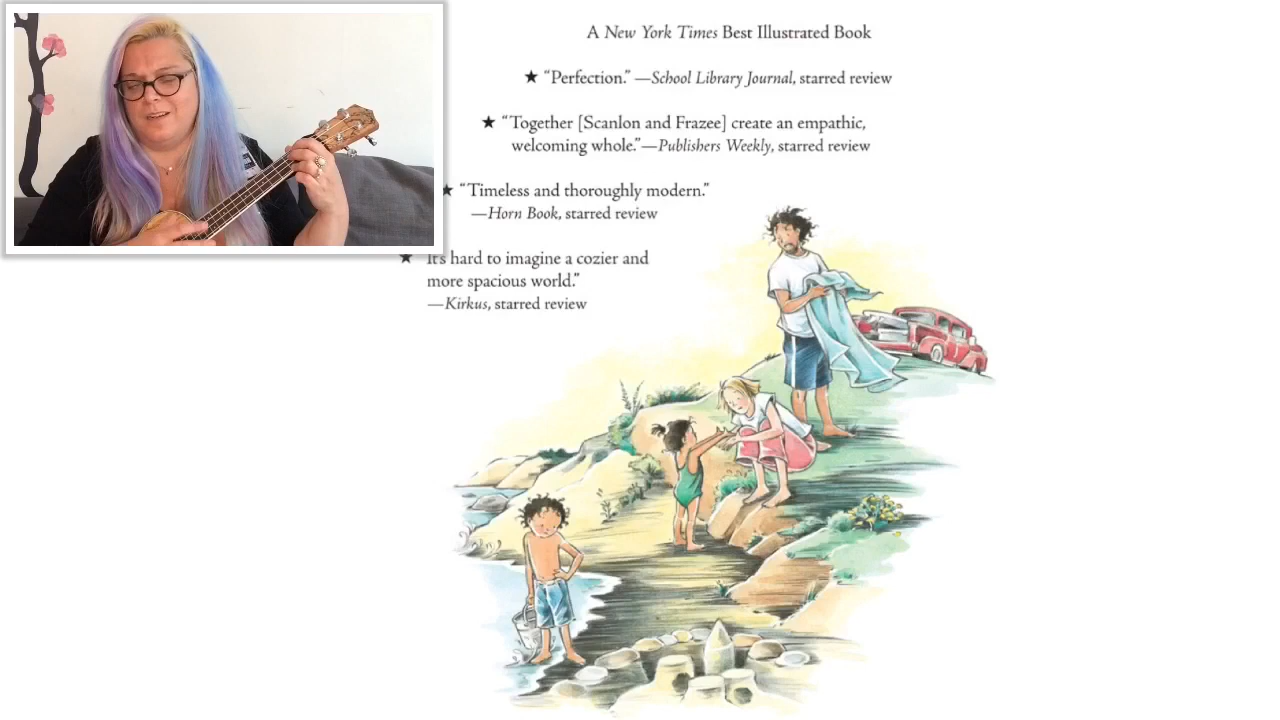 A New York Times Best Illustrated Book
★ “Perfection.” —School Library Journal, starred review
★ “Together [Scanlon and Frazee] create an empathic,
welcoming whole.”—Publishers Weekly, starred review
★ “Timeless and thoroughly modern.”
—Horn Book, starred review
★ It’s hard to imagine a cozier and
more spacious world.”
—Kirkus, starred review